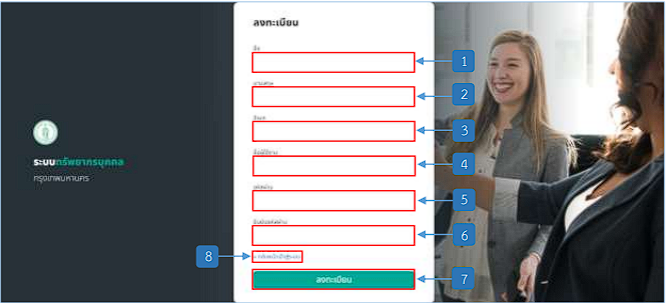 ลงทะเบียน
ชื่อ
1
นามสกุล
2
อีเมล
3
ชื่อผู้ใช้งาน
4
ระบบทรัพยากรบุคคล
กรุงเทพมหานคร
รหัสผ่าน
5
ยืนยันรหัสผ่าน
6
8
ลงทะเบียน
7